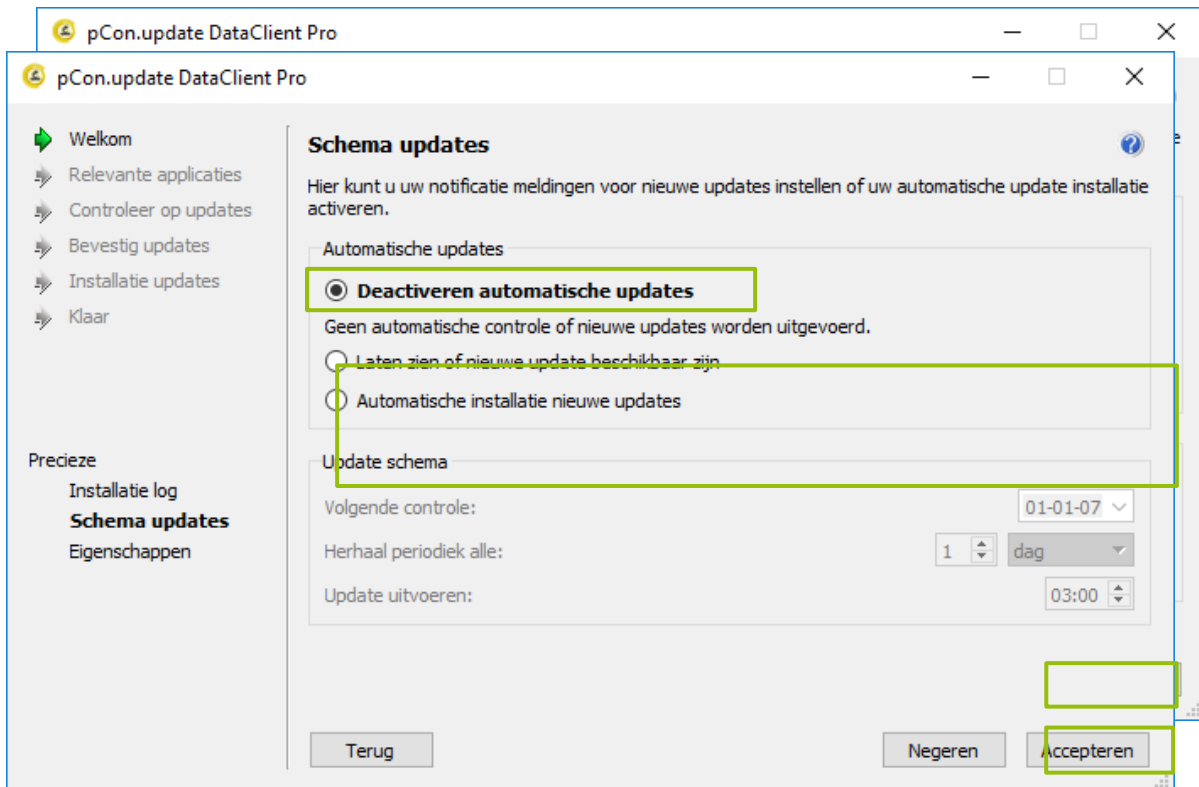 pCon.update DataClient Pro
pCon.update DataClient Pro
Welkom
Relevante applicaties
Controleer op updates
Bevestig updates
Installatie updates
Klaar
Precieze
Installatie log
Schema updates
Eigenschappen
Schema updates
Hier kunt u uw notificatie meldingen voor nieuwe updates instellen of uw automatische update installatie
activeren.
Automatische updates
Deactiveren automatische updates
Geen automatische controle of nieuwe updates worden uitgevoerd.
Laten zien of nieuwe update beschikbaar zijn
Automatische installatie nieuwe updates
Update schema
Volgende controle: 01-01-07
Herhaal periodiek alle: 1 dag
Update uitvoeren: 03:00
Terug Negeren Accepteren